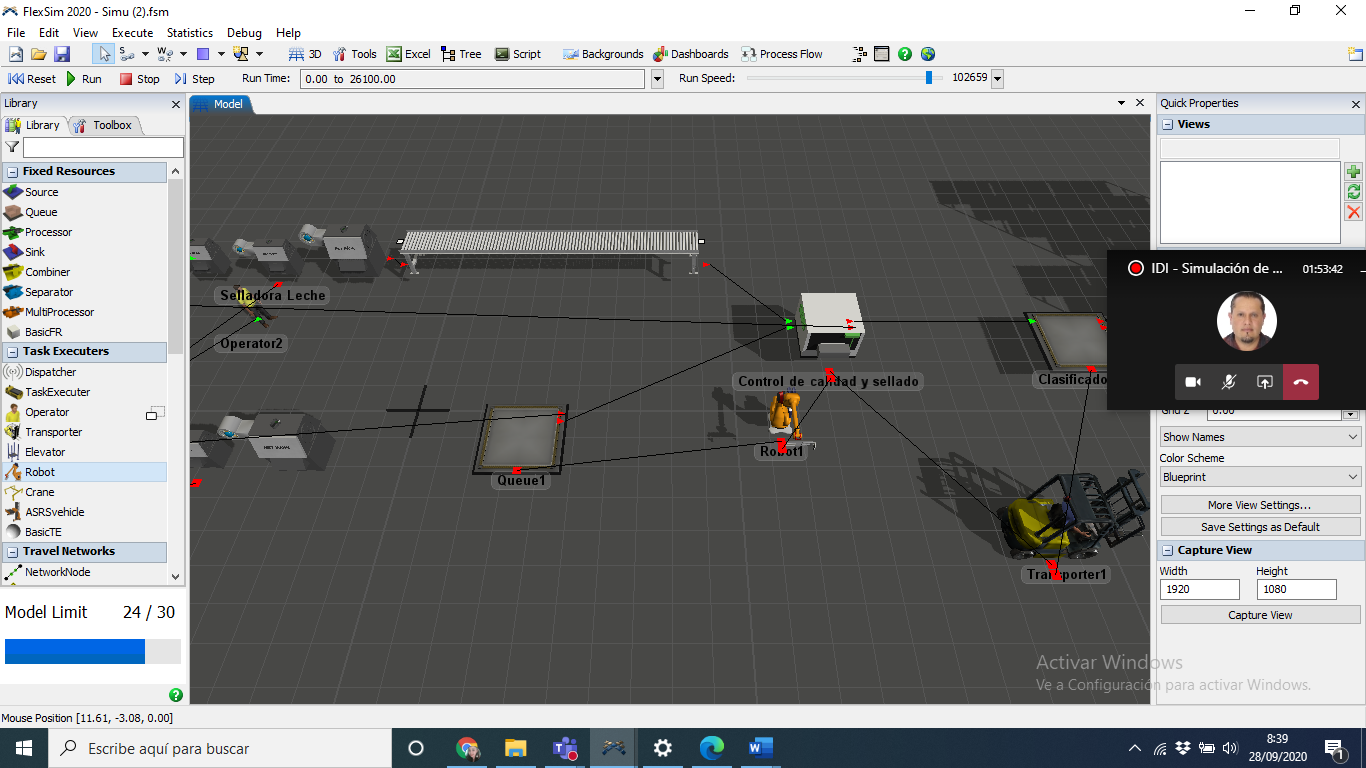 FlexSim 2020 - Simu (2).fsm
File Edit View Execute Statistics Debug Help
3D Tools Excel Tree Script Backgrounds Dashboards Process Flow
Reset Run Stop Step Run Time: 0.00 to 26100.00 Run Speed: 102659
Library
Library Toolbox
Fixed Resources
Source
Queue
Processor
Sink
Combiner
Separator
MultiProcessor
BasicFR
Task Executers
Dispatcher
TaskExecuter
Operator
Transporter
Elevator
Robot
Crane
ASRSvehicle
BasicTE
Travel Networks
NetworkNode
Model Limit 24 / 30
Model
Selladora Leche
Operator2
Control de calidad y sellado
Clasificado
Queue1
Robot1
Transporter1
Quick Properties
Views
IDI - Simulación de ... 01:53:42
Grid Z 0.00
Show Names
Color Scheme
Blueprint
More View Settings...
Save Settings as Default
Capture View
Width Height
1920 1080
Capture View
Activar Windows
Ve a Configuración para activar Windows.
Mouse Position [11.61, -3.08, 0.00]
Escribe aquí para buscar
8:39
28/09/2020
1